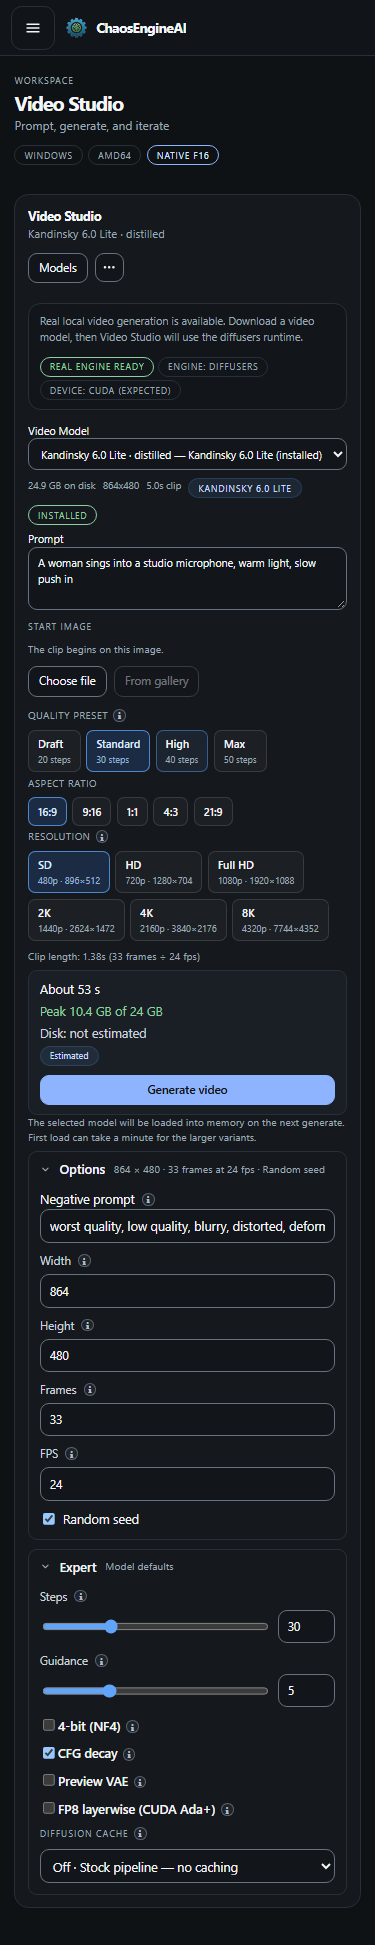 ChaosEngineAI
WORKSPACE
Video Studio
Prompt, generate, and iterate
WINDOWS
AMD64
NATIVE F16
Video Studio
Kandinsky 6.0 Lite · distilled
Models
···
Real local video generation is available. Download a video
model, then Video Studio will use the diffusers runtime.
REAL ENGINE READY
ENGINE: DIFFUSERS
DEVICE: CUDA (EXPECTED)
Video Model
Kandinsky 6.0 Lite · distilled — Kandinsky 6.0 Lite (installed)
24.9 GB on disk
864x480
5.0s clip
KANDINSKY 6.0 LITE
INSTALLED
Prompt
A woman sings into a studio microphone, warm light, slow
push in
START IMAGE
The clip begins on this image.
Choose file
From gallery
QUALITY PRESET
Draft
20 steps
Standard
30 steps
High
40 steps
Max
50 steps
ASPECT RATIO
16:9
9:16
1:1
4:3
21:9
RESOLUTION
SD
480p · 896×512
HD
720p · 1280×704
Full HD
1080p · 1920×1088
2K
1440p · 2624×1472
4K
2160p · 3840×2176
8K
4320p · 7744×4352
Clip length: 1.38s (33 frames ÷ 24 fps)
About 53 s
Peak 10.4 GB of 24 GB
Disk: not estimated
Estimated
Generate video
The selected model will be loaded into memory on the next generate.
First load can take a minute for the larger variants.
Options
864 × 480 · 33 frames at 24 fps · Random seed
Negative prompt
worst quality, low quality, blurry, distorted, deforn
Width
864
Height
480
Frames
33
FPS
24
Random seed
Expert
Model defaults
Steps
30
Guidance
5
4-bit (NF4)
CFG decay
Preview VAE
FP8 layerwise (CUDA Ada+)
DIFFUSION CACHE
Off · Stock pipeline — no caching